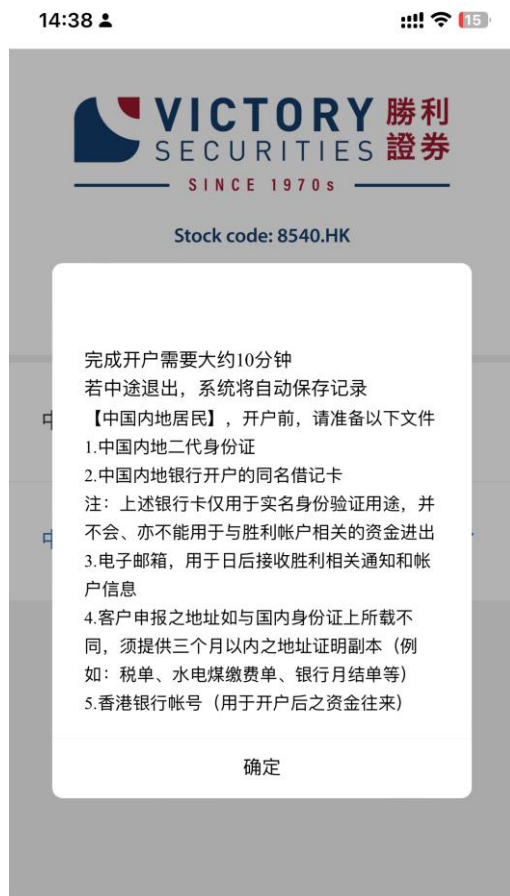 14:38
15
VICTORY 勝利
SECURITIES 證券
SINCE 1970s
Stock code: 8540.HK
完成开户需要大约10分钟
若中途退出，系统将自动保存记录
【中国内地居民】，开户前，请准备以下文件
1.中国内地二代身份证
2.中国内地银行开户的同名借记卡
注：上述银行卡仅用于实名身份验证用途，并
不会、亦不能用于与胜利帐户相关的资金进出
3.电子邮箱，用于日后接收胜利相关通知和帐
户信息
4.客户申报之地址如与国内身份证上所载不
同，须提供三个月以内之地址证明副本（例
如：税单、水电煤缴费单、银行月结单等）
5.香港银行帐号（用于开户后之资金往来）
确定